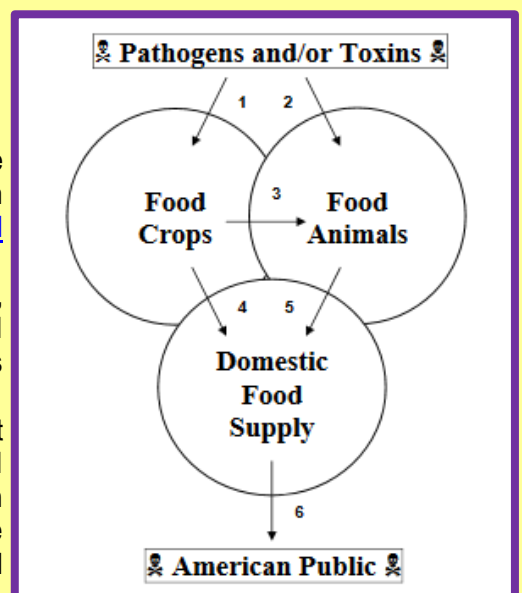 ☠ Pathogens and/or Toxins ☠
1 2
Food
Crops
3
Food
Animals
4 5
Domestic
Food
Supply
6
☠ American Public ☠